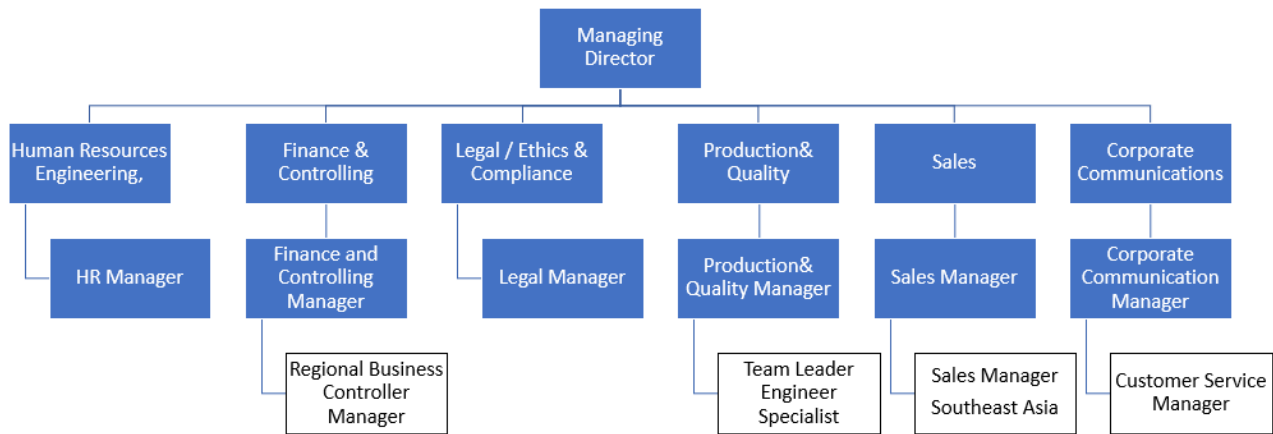 Managing
Director
Human Resources
Engineering,
Finance &
Controlling
Legal / Ethics &
Compliance
Production&
Quality
Sales
Corporate
Communications
HR Manager
Finance and
Controlling
Manager
Legal Manager
Production&
Quality Manager
Sales Manager
Corporate
Communication
Manager
Regional Business
Controller
Manager
Team Leader
Engineer
Specialist
Sales Manager
Southeast Asia
Customer Service
Manager